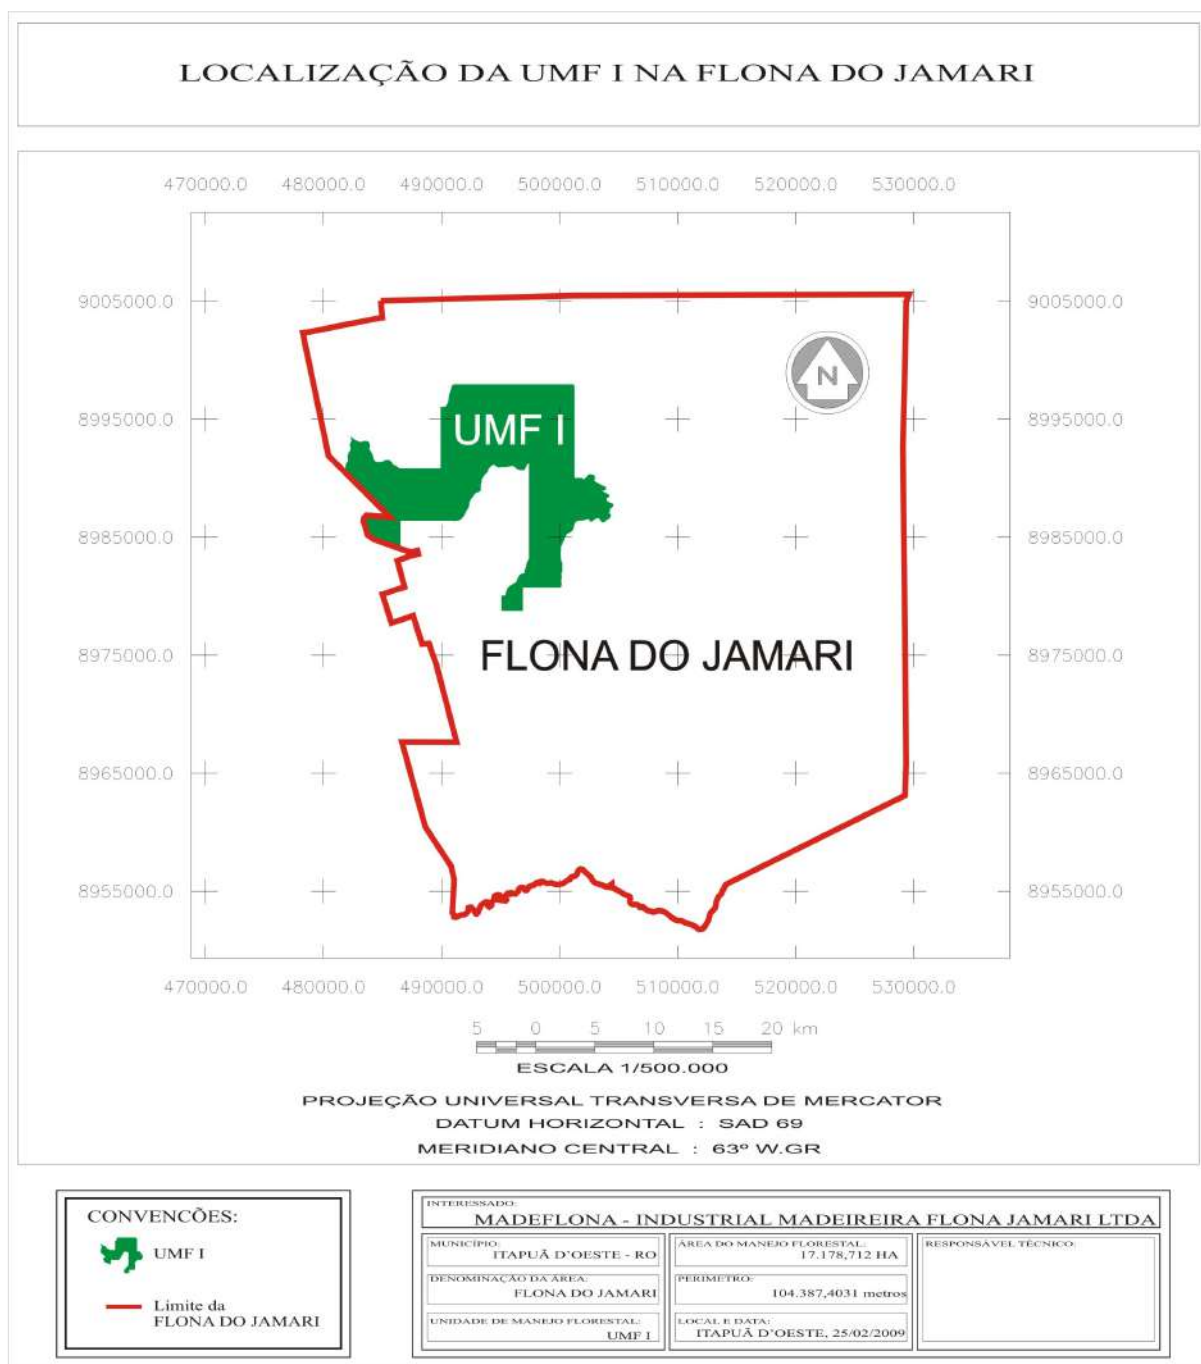 LOCALIZAÇÃO DA UMF I NA FLONA DO JAMARI
470000.0 480000.0 490000.0 500000.0 510000.0 520000.0 530000.0
9005000.0 9005000.0
N
8995000.0 UMF I 8995000.0
8985000.0 8985000.0
8975000.0 FLONA DO JAMARI 8975000.0
8965000.0 8965000.0
8955000.0 8955000.0
470000.0 480000.0 490000.0 500000.0 510000.0 520000.0 530000.0
5 0 5 10 15 20 km
ESCALA 1/500.000
PROJEÇÃO UNIVERSAL TRANSVERSA DE MERCATOR
DATUM HORIZONTAL : SAD 69
MERIDIANO CENTRAL : 63º W.GR
CONVENCÕES:
UMF I
Límite da
FLONA DO JAMARI
INTERESSADO:
MADEFLONA - INDUSTRIAL MADEIREIRA FLONA JAMARI LTDA
MUNICÍPIO:
ITAPUÃ D'OESTE - RO
DENOMINAÇÃO DA ÁREA:
FLONA DO JAMARI
UNIDADE DE MANEJO FLORESTAL:
UMF I
ÁREA DO MANEJO FLORESTAL:
17.178,712 HA
PERIMETRO:
104.387,4031 metros
LOCAL E DATA:
ITAPUÃ D'OESTE, 25/02/2009
RESPONSÁVEL TÉCNICO: